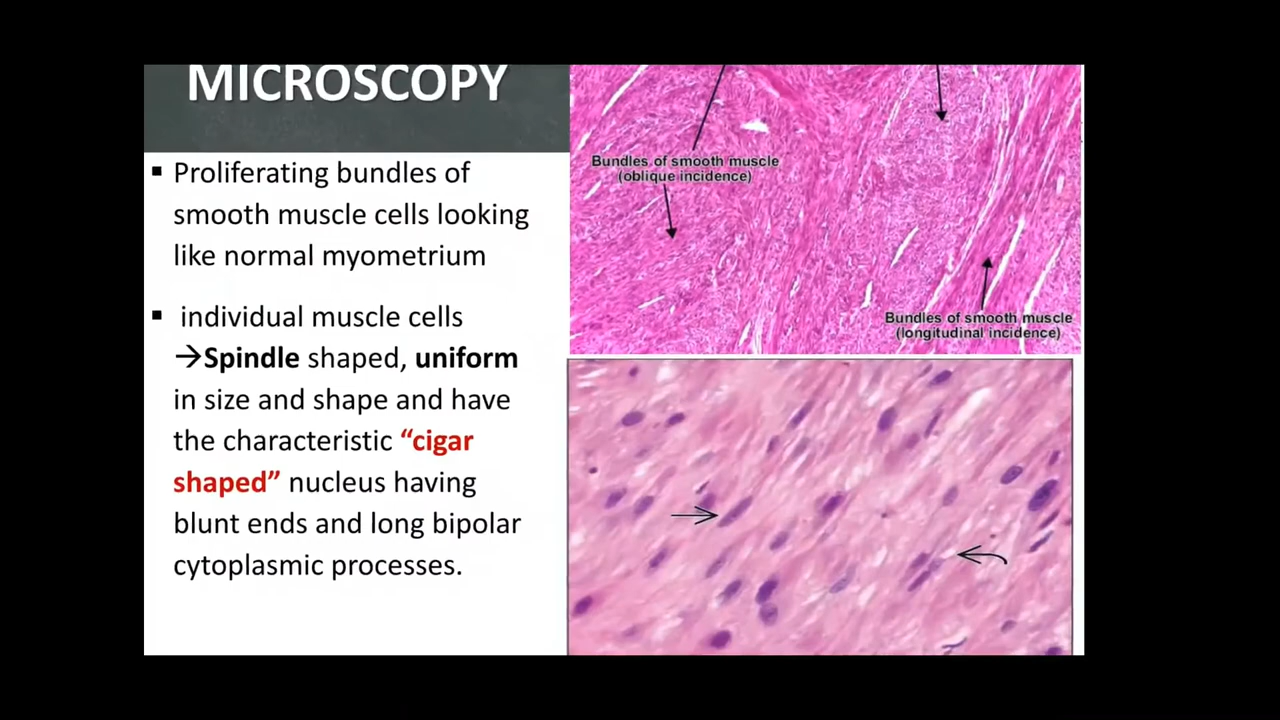 MICROSCOPY
▪ Proliferating bundles of
smooth muscle cells looking
like normal myometrium
▪ individual muscle cells
→Spindle shaped, uniform
in size and shape and have
the characteristic “cigar
shaped” nucleus having
blunt ends and long bipolar
cytoplasmic processes.
Bundles of smooth muscle
(oblique incidence)
Bundles of smooth muscle
(longitudinal incidence)